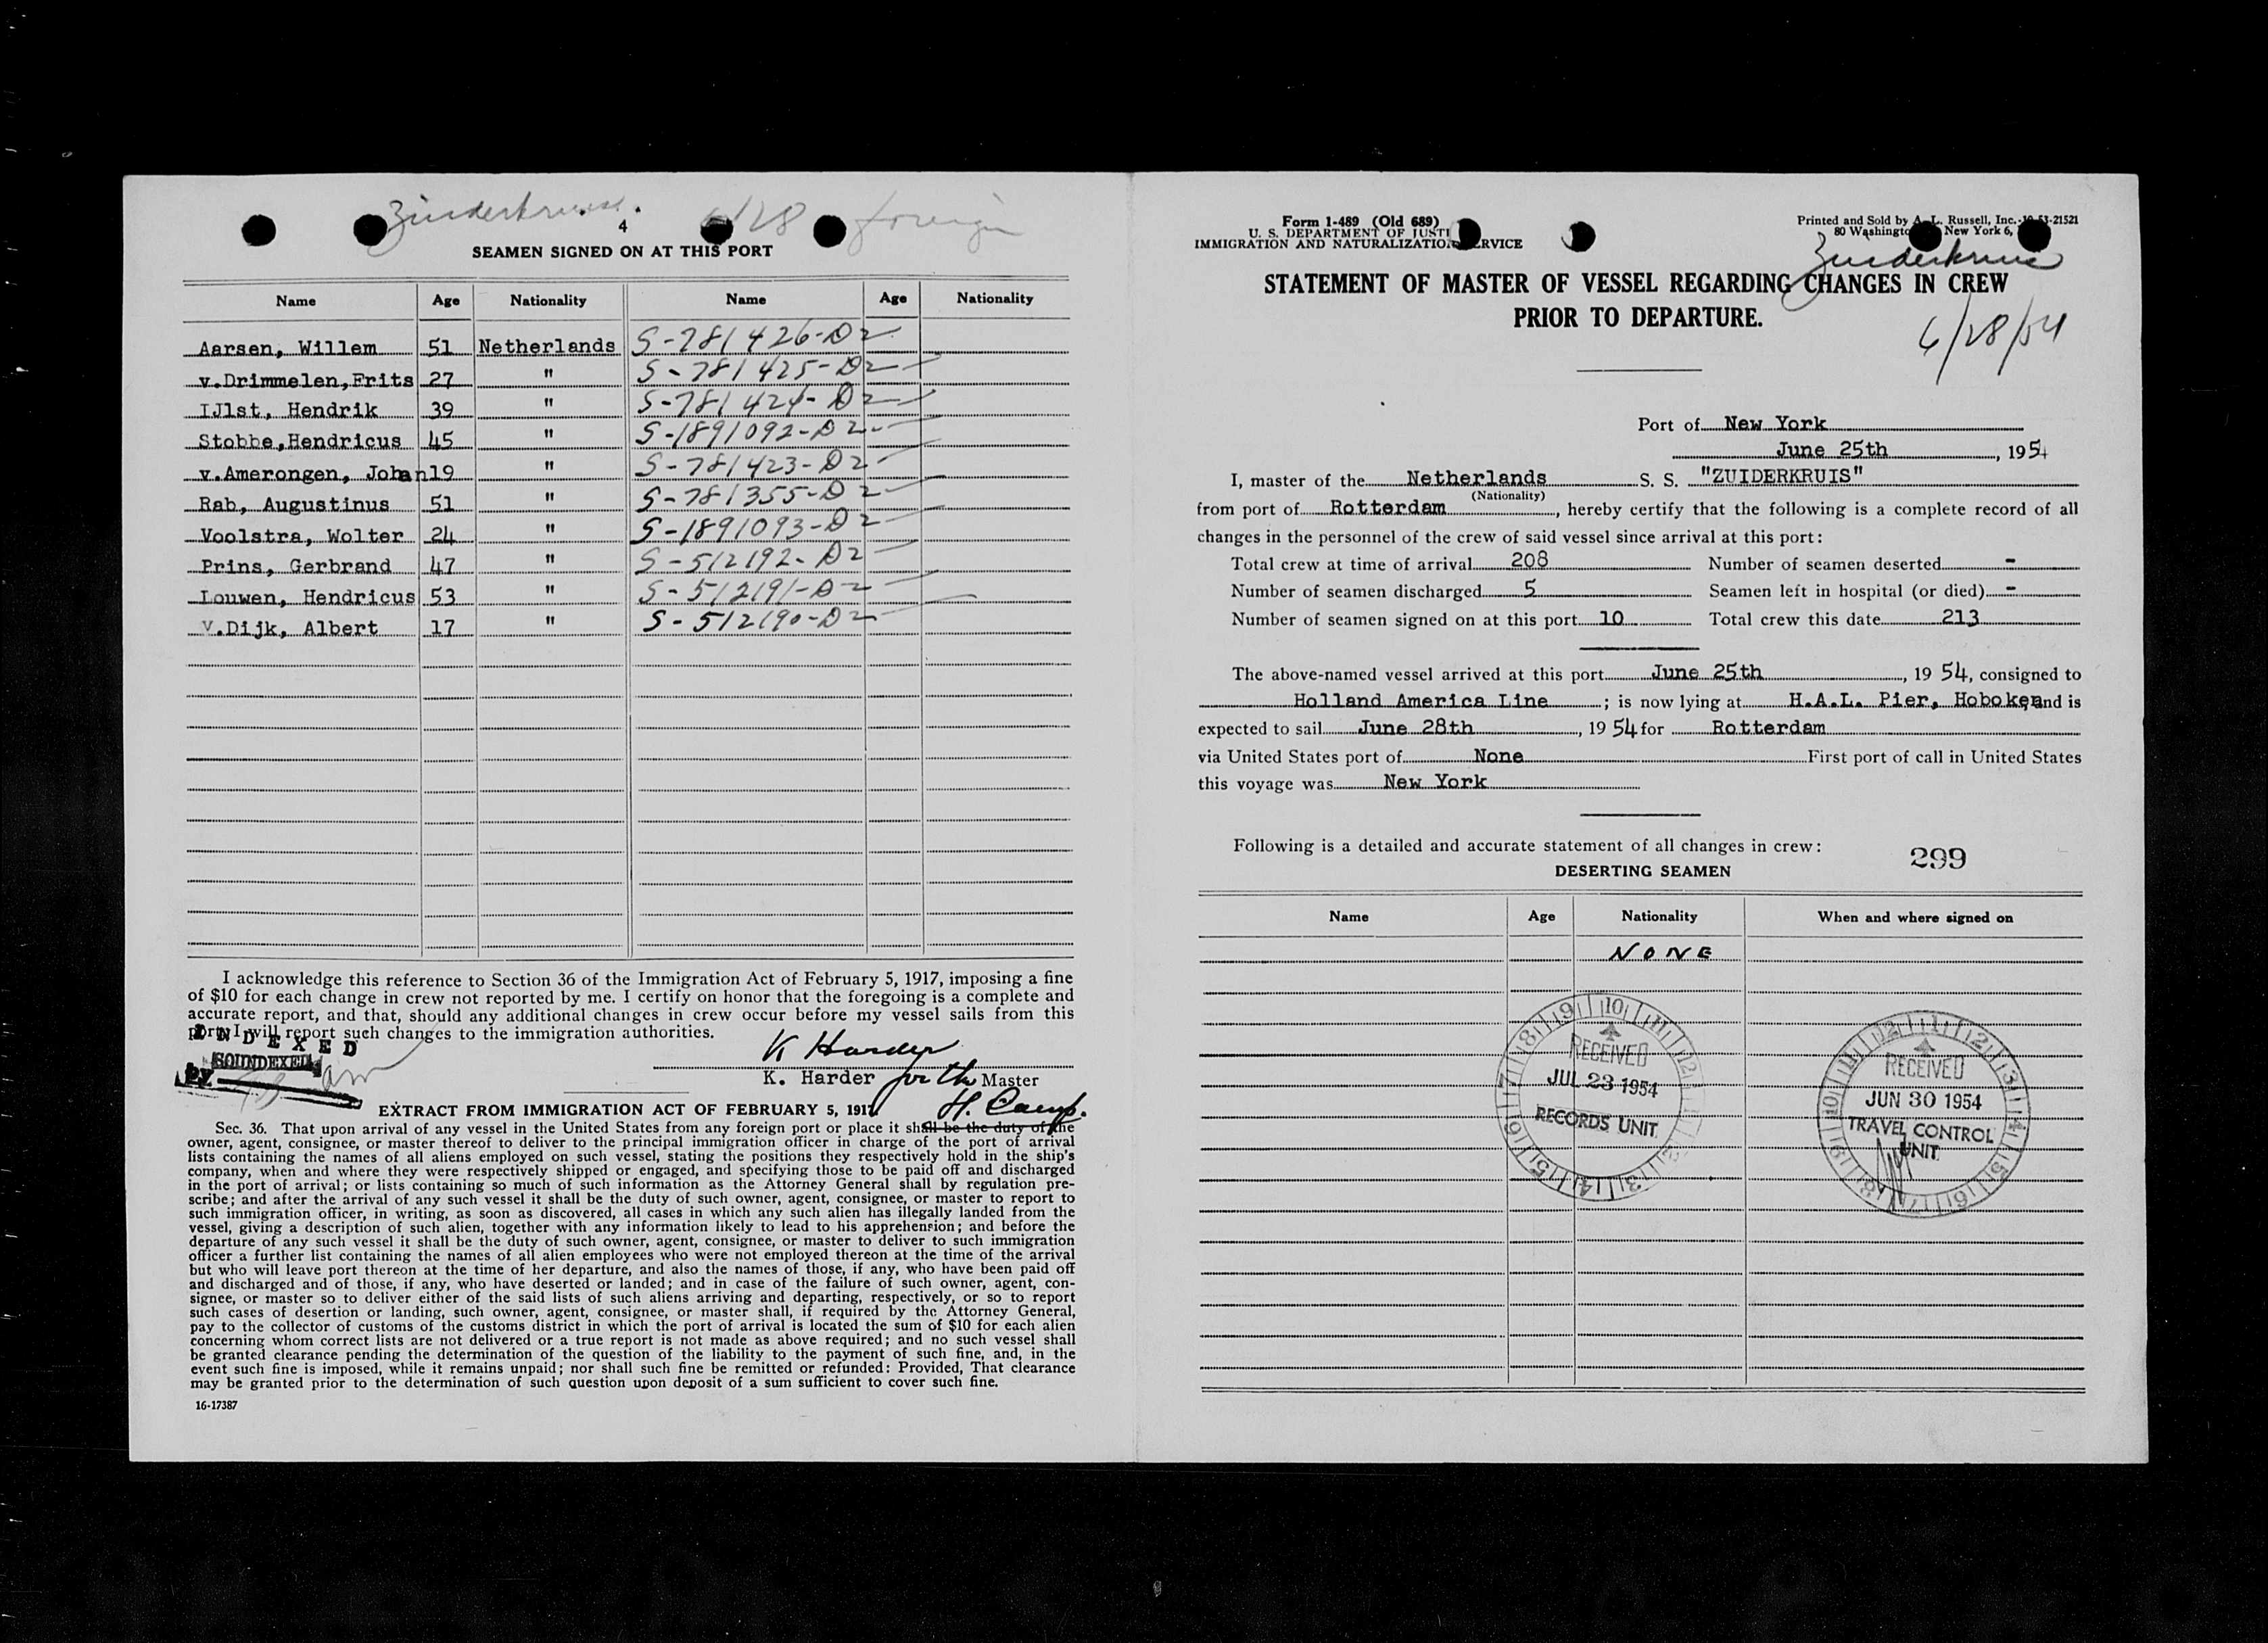 Zuiderkruis. 6/28 foreign
4
SEAMEN SIGNED ON AT THIS PORT
Name Age Nationality Name Age Nationality
Aarsen, Willem 51 Netherlands S-781426-D2
v.Drimmelen,Frits 27 " S-781425-D2
IJlst, Hendrik 39 " S-781424-D2
Stobbe,Hendricus 45 " S-1891092-D2
v.Amerongen, Johan 19 " S-781423-D2
Rab, Augustinus 51 " S-781355-D2
Voolstra, Wolter 24 " S-1891093-D2
Prins, Gerbrand 47 " S-512192-D2
Louwen, Hendricus 53 " S-512191-D2
v.Dijk, Albert 17 " S-512190-D2
I acknowledge this reference to Section 36 of the Immigration Act of February 5, 1917, imposing a fine
of $10 for each change in crew not reported by me. I certify on honor that the foregoing is a complete and
accurate report, and that, should any additional changes in crew occur before my vessel sails from this
port, I will report such changes to the immigration authorities.
INDEXED
SOUNDEXED
by
K Harder
K. Harder for the Master
H. Camp.
EXTRACT FROM IMMIGRATION ACT OF FEBRUARY 5, 1917
Sec. 36. That upon arrival of any vessel in the United States from any foreign port or place it shall be the duty of the
owner, agent, consignee, or master thereof to deliver to the principal immigration officer in charge of the port of arrival
lists containing the names of all aliens employed on such vessel, stating the positions they respectively hold in the ship's
company, when and where they were respectively shipped or engaged, and specifying those to be paid off and discharged
in the port of arrival; or lists containing so much of such information as the Attorney General shall by regulation pre-
scribe; and after the arrival of any such vessel it shall be the duty of such owner, agent, consignee, or master to report to
such immigration officer, in writing, as soon as discovered, all cases in which any such alien has illegally landed from the
vessel, giving a description of such alien, together with any information likely to lead to his apprehension; and before the
departure of any such vessel it shall be the duty of such owner, agent, consignee, or master to deliver to such immigration
officer a further list containing the names of all alien employees who were not employed thereon at the time of the arrival
but who will leave port thereon at the time of her departure, and also the names of those, if any, who have been paid off
and discharged and of those, if any, who have deserted or landed; and in case of the failure of such owner, agent, con-
signee, or master so to deliver either of the said lists of such aliens arriving and departing, respectively, or so to report
such cases of desertion or landing, such owner, agent, consignee, or master shall, if required by the Attorney General,
pay to the collector of customs of the customs district in which the port of arrival is located the sum of $10 for each alien
concerning whom correct lists are not delivered or a true report is not made as above required; and no such vessel shall
be granted clearance pending the determination of the question of the liability to the payment of such fine, and, in the
event such fine is imposed, while it remains unpaid; nor shall such fine be remitted or refunded: Provided, That clearance
may be granted prior to the determination of such question upon deposit of a sum sufficient to cover such fine.
16-17387
Form 1-489 (Old 689)
U. S. DEPARTMENT OF JUSTI
IMMIGRATION AND NATURALIZATION SERVICE
Printed and Sold by A. L. Russell, Inc.-10-53-21521
80 Washington New York 6,
Zuiderkruis
STATEMENT OF MASTER OF VESSEL REGARDING CHANGES IN CREW
PRIOR TO DEPARTURE.
6/28/54
Port of New York
June 25th, 1954
I, master of the Netherlands S. S. "ZUIDERKRUIS"
(Nationality)
from port of Rotterdam, hereby certify that the following is a complete record of all
changes in the personnel of the crew of said vessel since arrival at this port:
Total crew at time of arrival 208 Number of seamen deserted -
Number of seamen discharged 5 Seamen left in hospital (or died) -
Number of seamen signed on at this port 10 Total crew this date 213
The above-named vessel arrived at this port June 25th, 19 54, consigned to
Holland America Line; is now lying at H.A.L. Pier, Hoboken, and is
expected to sail June 28th, 19 54 for Rotterdam
via United States port of None First port of call in United States
this voyage was New York
Following is a detailed and accurate statement of all changes in crew:
299
DESERTING SEAMEN
Name Age Nationality When and where signed on
NONE
RECEIVED
JUL 23 1954
RECORDS UNIT
RECEIVED
JUN 30 1954
TRAVEL CONTROL
UNIT